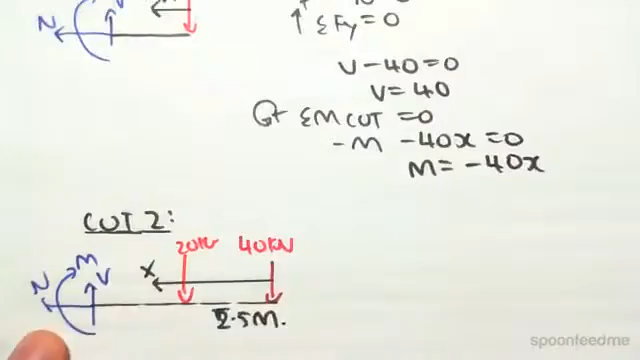 N V
↑ ΣFy = 0
V - 40 = 0
V = 40
ΣM CUT = 0
- M - 40x = 0
M = - 40x
CUT 2:
20KN 40KN
N M V x
2.5M.
spoonfeedme